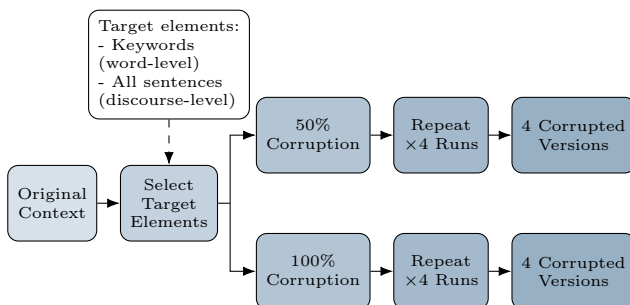 Target elements:
- Keywords
(word-level)
- All sentences
(discourse-level)
Original
Context
Select
Target
Elements
50%
Corruption
Repeat
×4 Runs
4 Corrupted
Versions
100%
Corruption
Repeat
×4 Runs
4 Corrupted
Versions